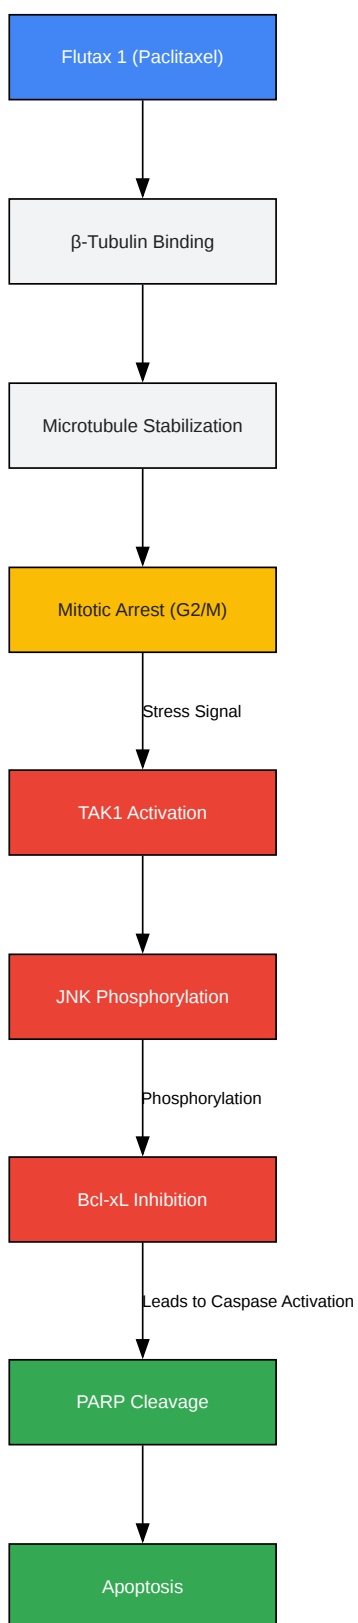 Flutax 1 (Paclitaxel)
β-Tubulin Binding
Microtubule Stabilization
Mitotic Arrest (G2/M)
Stress Signal
TAK1 Activation
JNK Phosphorylation
Phosphorylation
Bcl-xL Inhibition
Leads to Caspase Activation
PARP Cleavage
Apoptosis